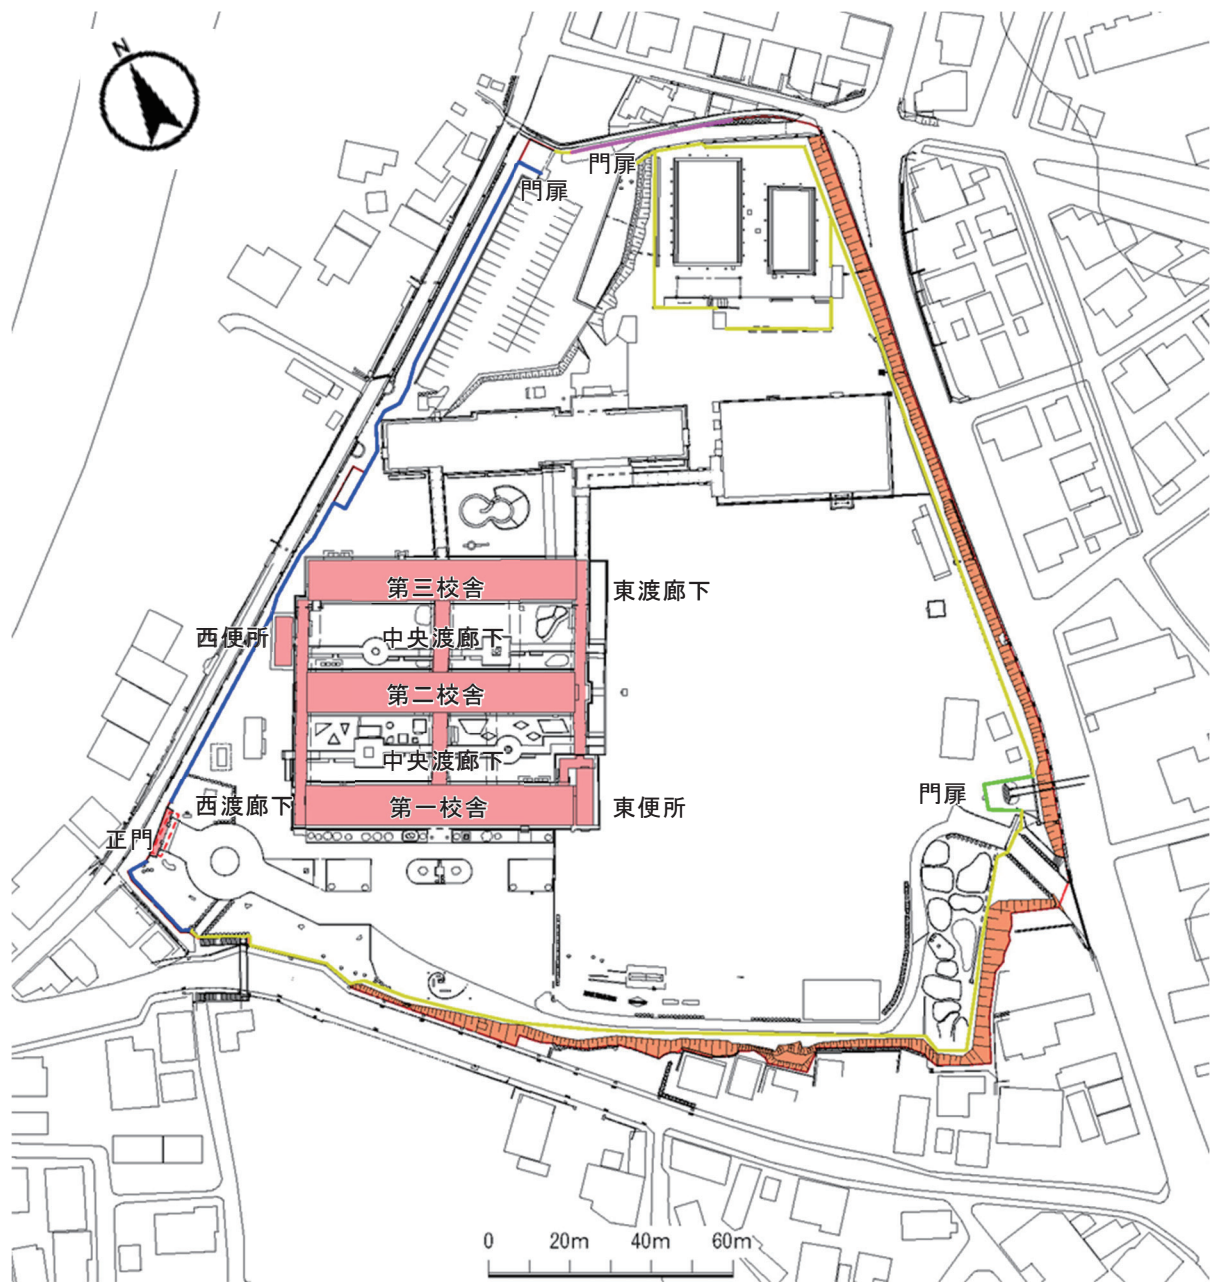 N
門扉
門扉
第三校舎
東渡廊下
西便所
中央渡廊下
第二校舎
中央渡廊下
門扉
西渡廊下
第一校舎
東便所
正門
0 20m 40m 60m